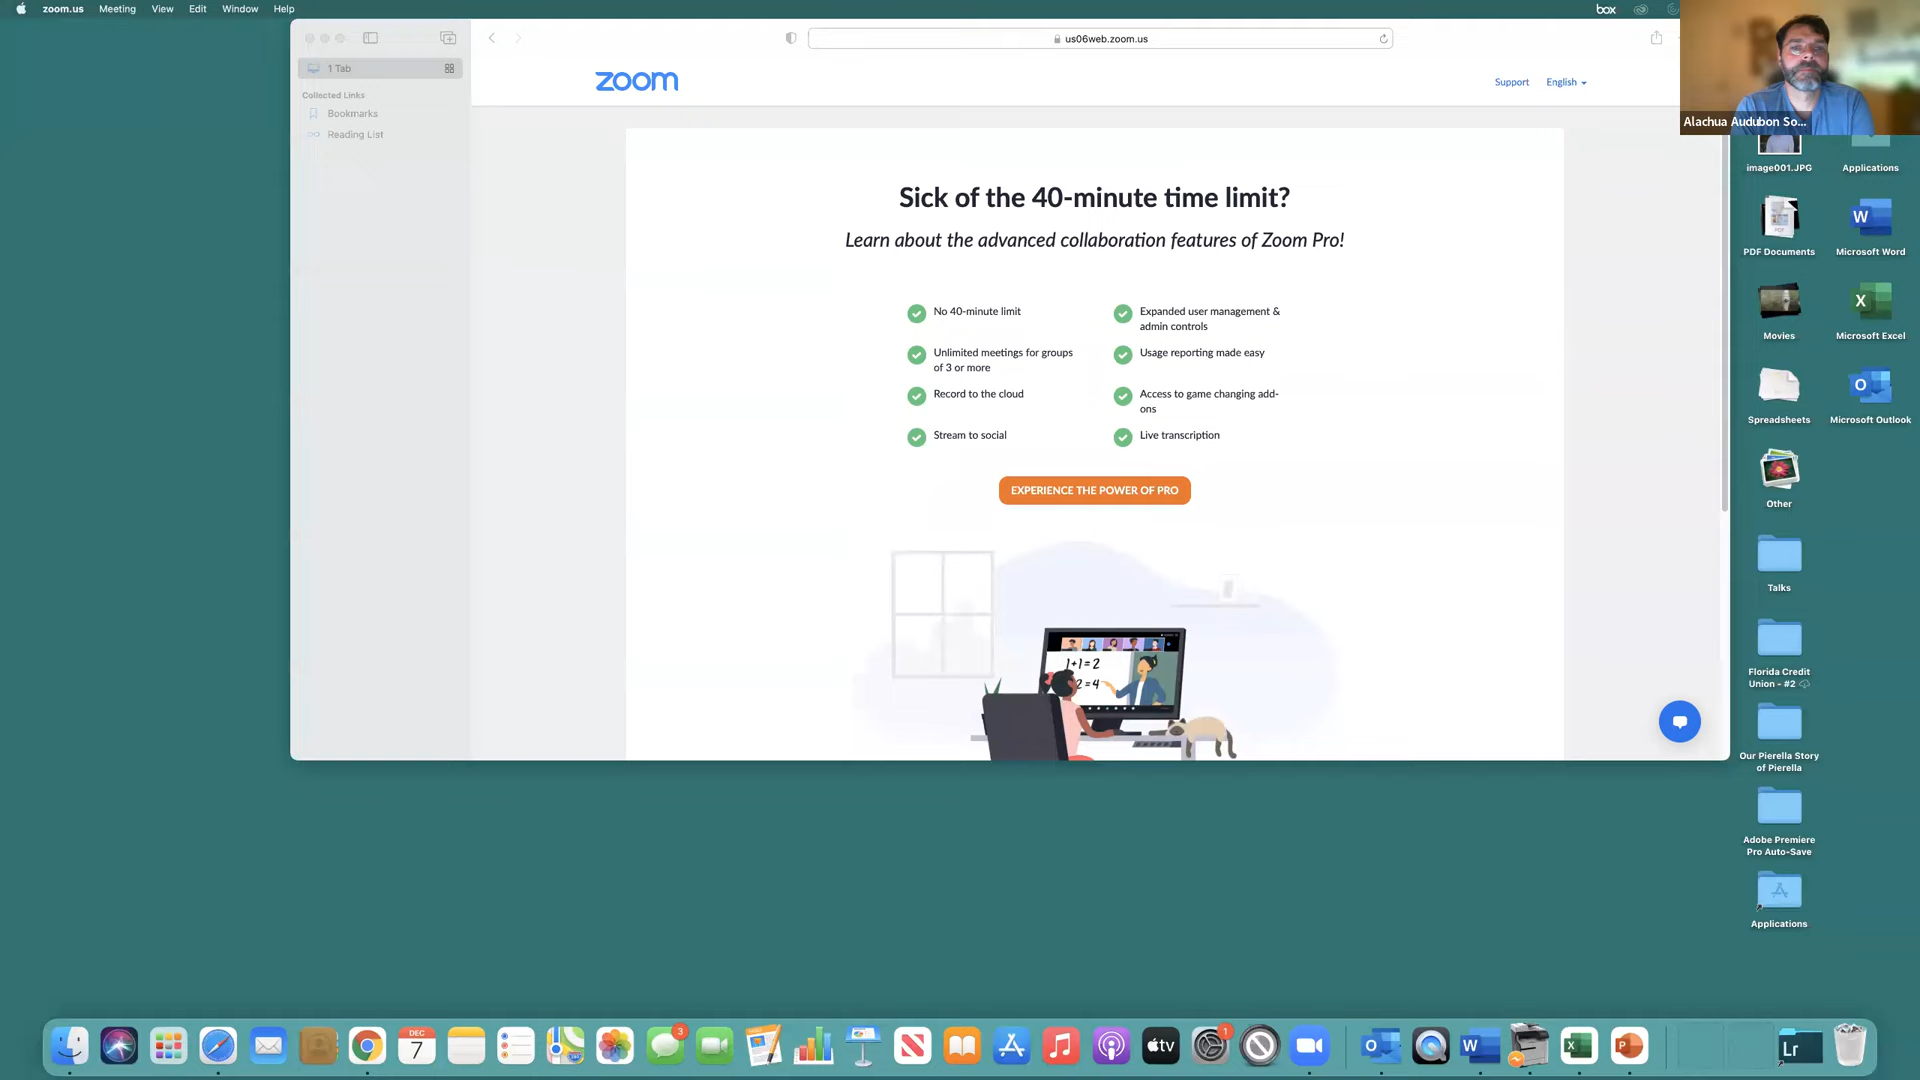 zoom.us Meeting View Edit Window Help
box
1 Tab
us06web.zoom.us
Collected Links
Bookmarks
Reading List
zoom
Support English
Alachua Audubon So...
Sick of the 40-minute time limit?
Learn about the advanced collaboration features of Zoom Pro!
No 40-minute limit
Expanded user management &
admin controls
Unlimited meetings for groups
of 3 or more
Usage reporting made easy
Record to the cloud
Access to game changing add-
ons
Stream to social
Live transcription
EXPERIENCE THE POWER OF PRO
1+1=2
2=4
image001.JPG
Applications
PDF
PDF Documents
W
Microsoft Word
Movies
X
Microsoft Excel
Spreadsheets
O
Microsoft Outlook
Other
Talks
Florida Credit
Union - #2
Our Pierella Story
of Pierella
Adobe Premiere
Pro Auto-Save
Applications
DEC
7
3
tv
1
O
W
X
P
Lr